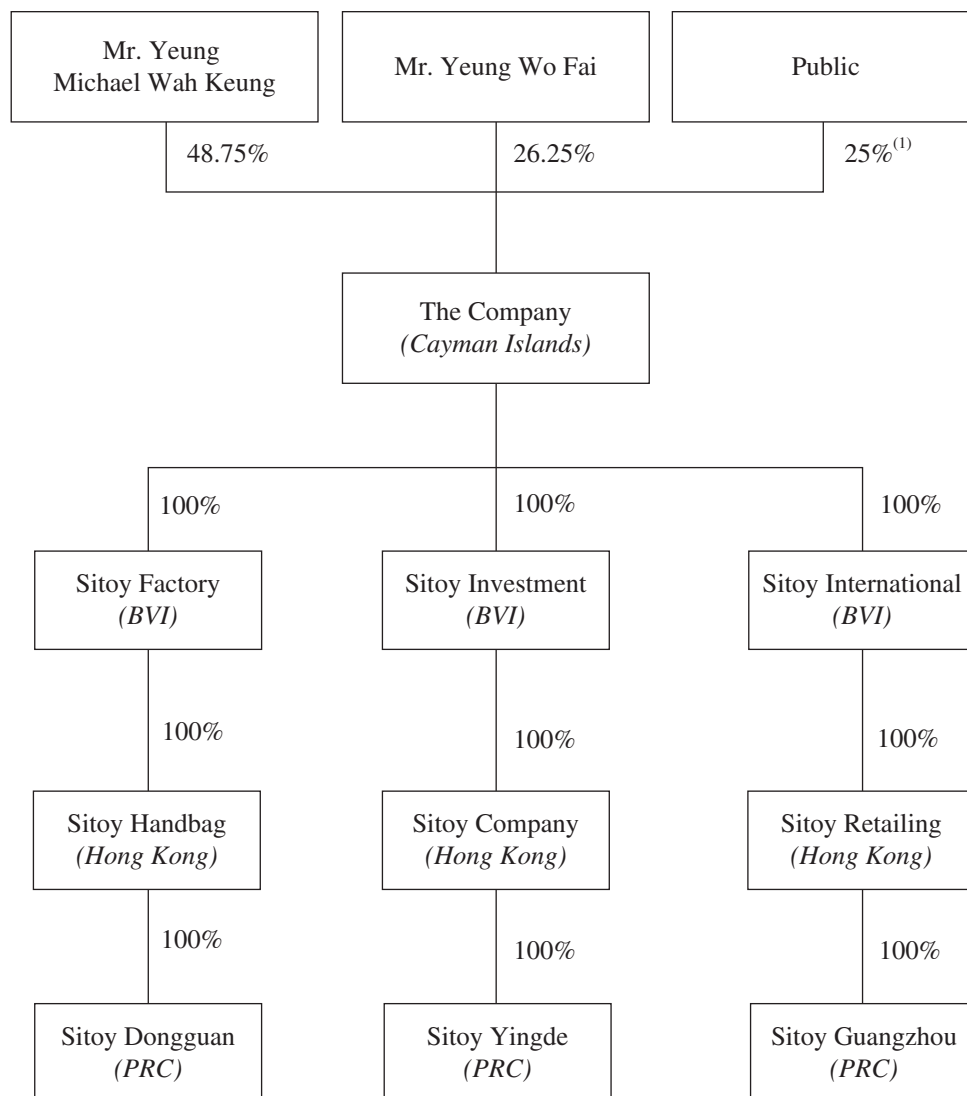 Mr. Yeung
Michael Wah Keung
Mr. Yeung Wo Fai
Public
48.75%
26.25%
25%(1)
The Company
(Cayman Islands)
100%
100%
100%
Sitoy Factory
(BVI)
Sitoy Investment
(BVI)
Sitoy International
(BVI)
100%
100%
100%
Sitoy Handbag
(Hong Kong)
Sitoy Company
(Hong Kong)
Sitoy Retailing
(Hong Kong)
100%
100%
100%
Sitoy Dongguan
(PRC)
Sitoy Yingde
(PRC)
Sitoy Guangzhou
(PRC)